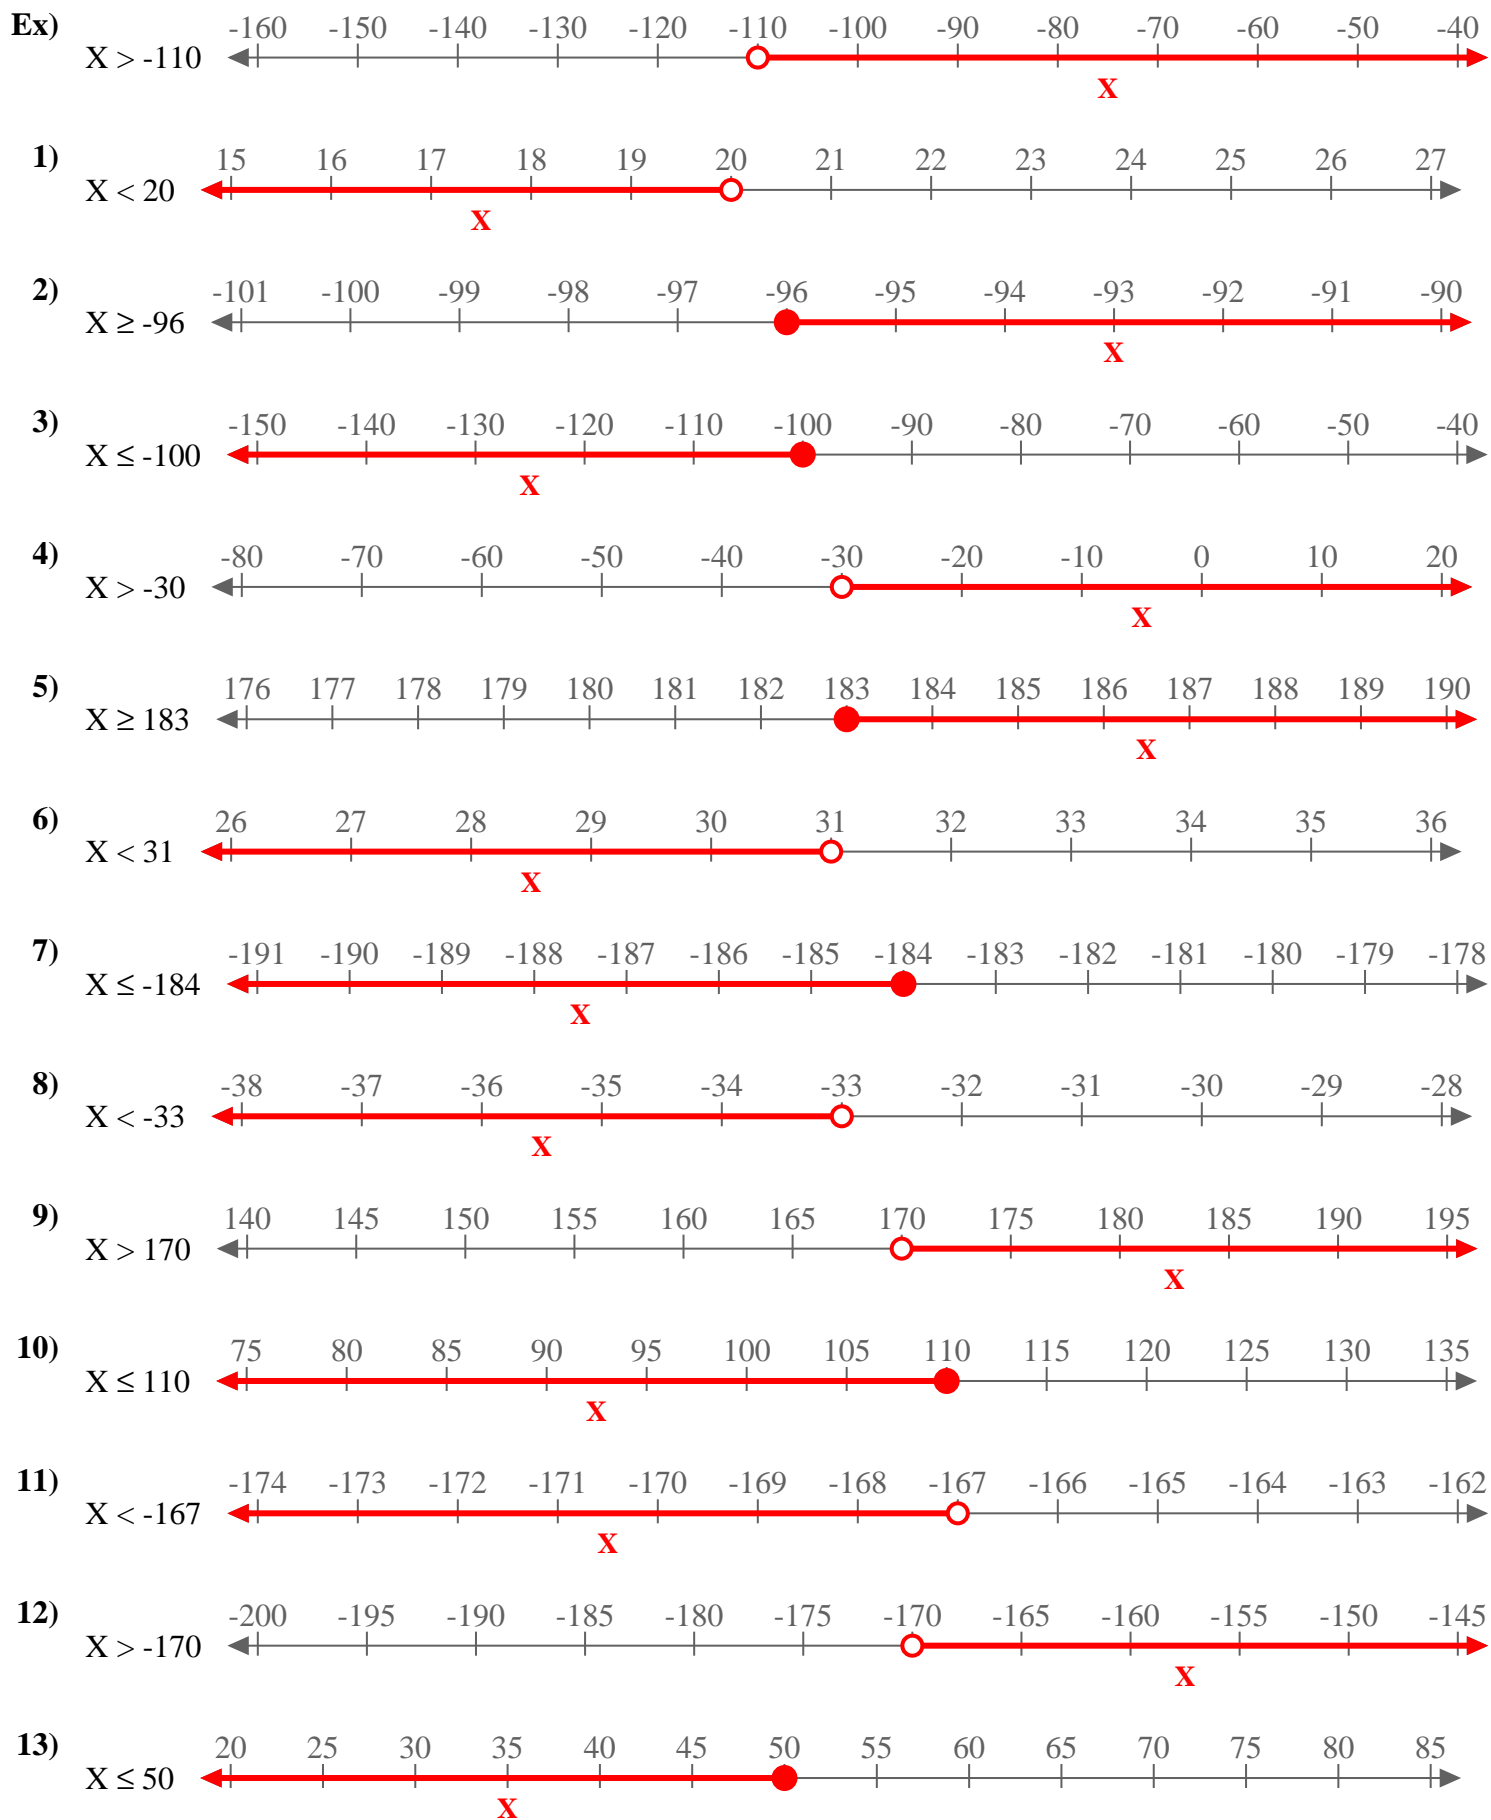 Ex) -160 -150 -140 -130 -120 -110 -100 -90 -80 -70 -60 -50 -40
X > -110
X
1) 15 16 17 18 19 20 21 22 23 24 25 26 27
X < 20
X
2) -101 -100 -99 -98 -97 -96 -95 -94 -93 -92 -91 -90
X ≥ -96
X
3) -150 -140 -130 -120 -110 -100 -90 -80 -70 -60 -50 -40
X ≤ -100
X
4) -80 -70 -60 -50 -40 -30 -20 -10 0 10 20
X > -30
X
5) 176 177 178 179 180 181 182 183 184 185 186 187 188 189 190
X ≥ 183
X
6) 26 27 28 29 30 31 32 33 34 35 36
X < 31
X
7) -191 -190 -189 -188 -187 -186 -185 -184 -183 -182 -181 -180 -179 -178
X ≤ -184
X
8) -38 -37 -36 -35 -34 -33 -32 -31 -30 -29 -28
X < -33
X
9) 140 145 150 155 160 165 170 175 180 185 190 195
X > 170
X
10) 75 80 85 90 95 100 105 110 115 120 125 130 135
X ≤ 110
X
11) -174 -173 -172 -171 -170 -169 -168 -167 -166 -165 -164 -163 -162
X < -167
X
12) -200 -195 -190 -185 -180 -175 -170 -165 -160 -155 -150 -145
X > -170
X
13) 20 25 30 35 40 45 50 55 60 65 70 75 80 85
X ≤ 50
X